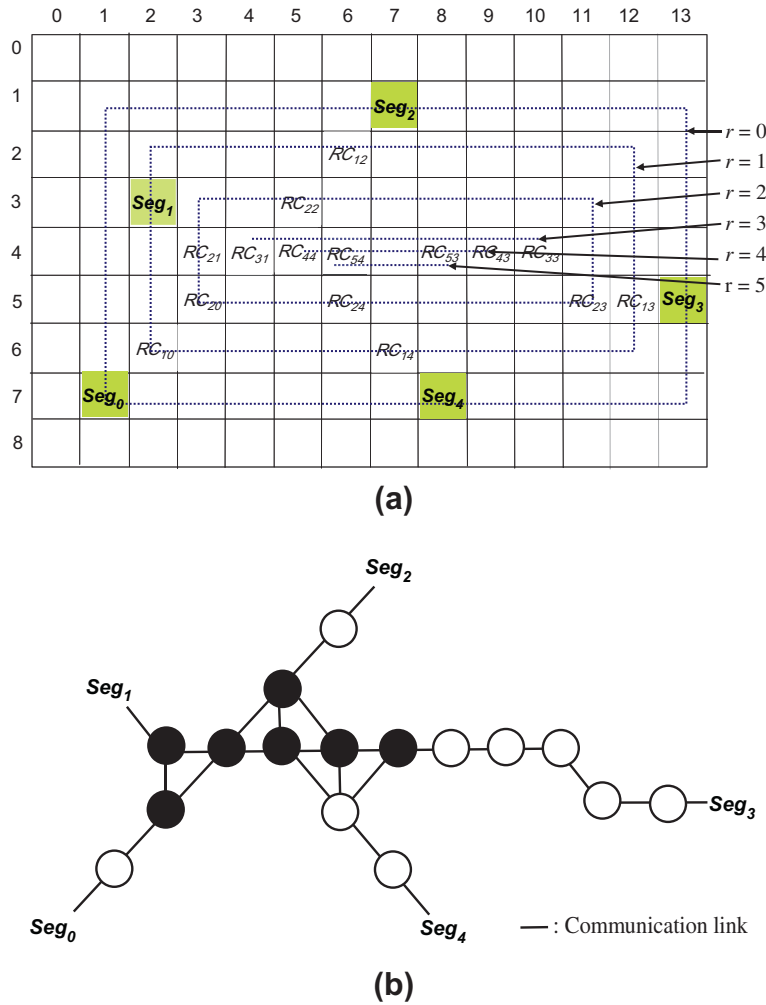 0 1 2 3 4 5 6 7 8 9 10 11 12 13
0
1 Seg2
r = 0
2 RC12
r = 1
3 Seg1 RC22
r = 2
r = 3
4 RC21 RC31 RC44 RC54 RC53 RC43 RC33
r = 4
r = 5
5 RC20 RC24 RC23 RC13 Seg3
6 RC10 RC14
7 Seg0 Seg4
8
(a)
Seg2
Seg1
Seg3
Seg0 Seg4 : Communication link
(b)